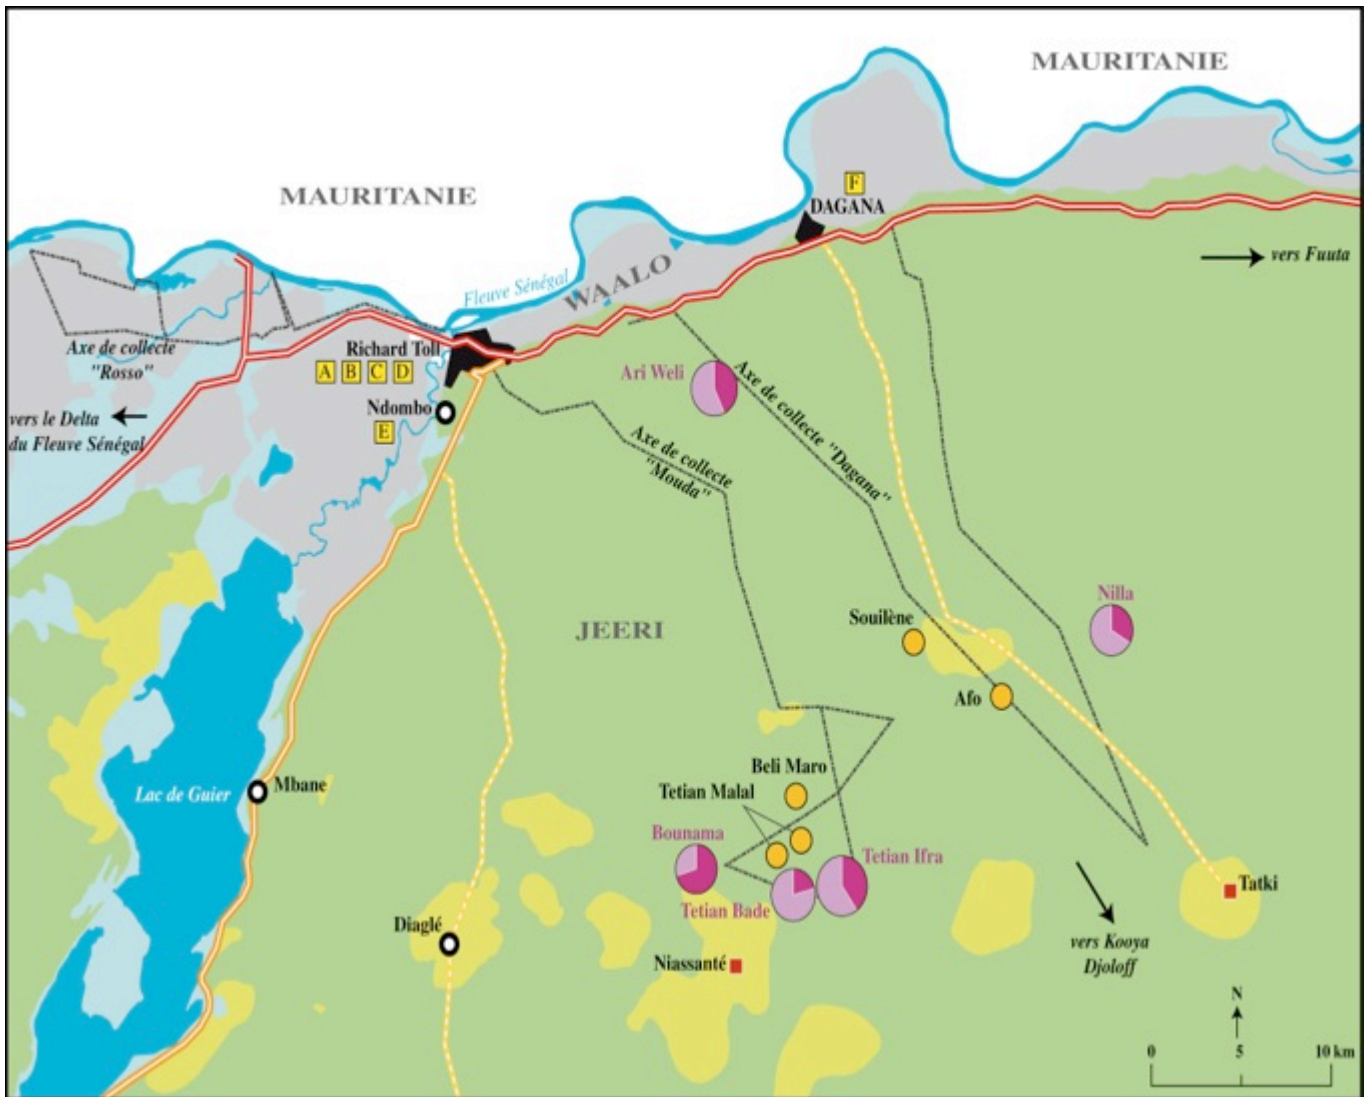 MAURITANIE
MAURITANIE
F
DAGANA
vers Fuuta
WAALO
Fleuve Sénégal
Axe de collecte
"Rosso"
Richard Toll
A B C D
vers le Delta
du Fleuve Sénégal
Ndombo
E
Ari Weli
Axe de collecte "Dagana"
Axe de collecte
"Mouda"
Nilla
Souilène
JEERI
Afo
Beli Maro
Tetian Malal
Mbane
Lac de Guier
Bounama
Tetian Ifra
Tetian Bade
Tatki
Diaglé
Niassanté
vers Kooya
Djoloff
N
0 5 10 km